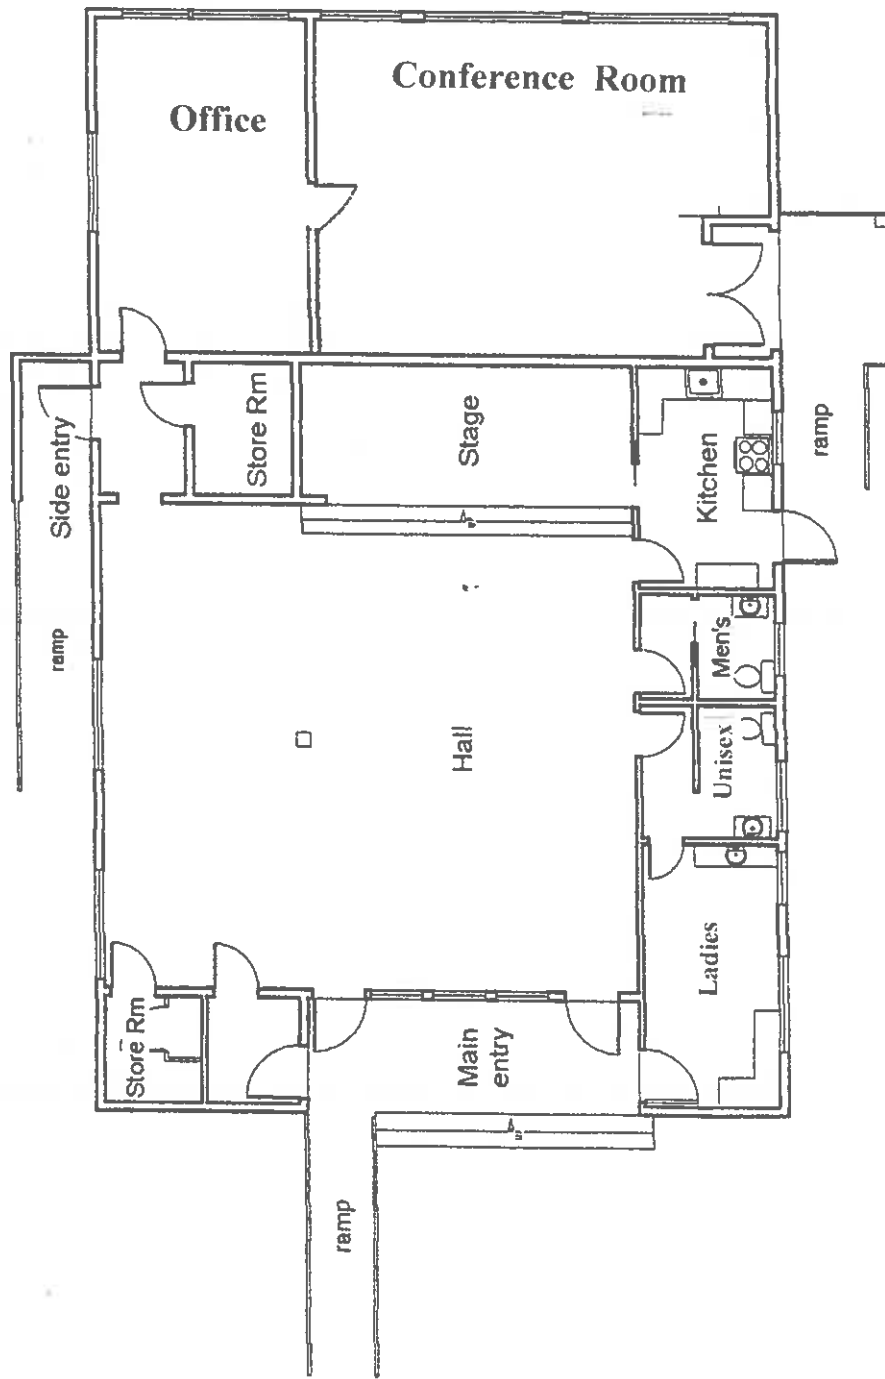 Conference Room
Office
Side entry
Store Rm
Stage
Kitchen
ramp
ramp
Men's
Hall
Unisex
Ladies
Store Rm
Main
entry
ramp